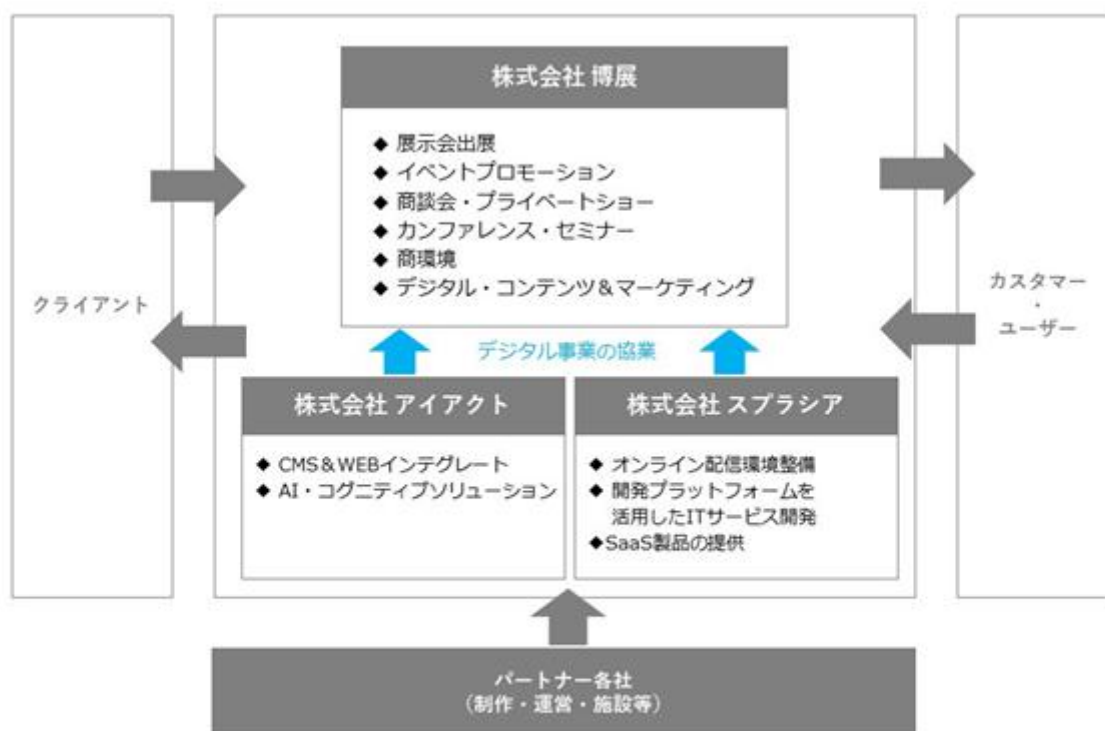 株式会社 博展
◆ 展示会出展
◆ イベントプロモーション
◆ 商談会・プライベートショー
◆ カンファレンス・セミナー
◆ 商環境
◆ デジタル・コンテンツ＆マーケティング
クライアント
カスタマー
・
ユーザー
デジタル事業の協業
株式会社 アイアクト
◆ CMS＆WEBインテグレート
◆ AI・コグニティブソリューション
株式会社 スプラシア
◆ オンライン配信環境整備
◆ 開発プラットフォームを
活用したITサービス開発
◆SaaS製品の提供
パートナー各社
（制作・運営・施設等）